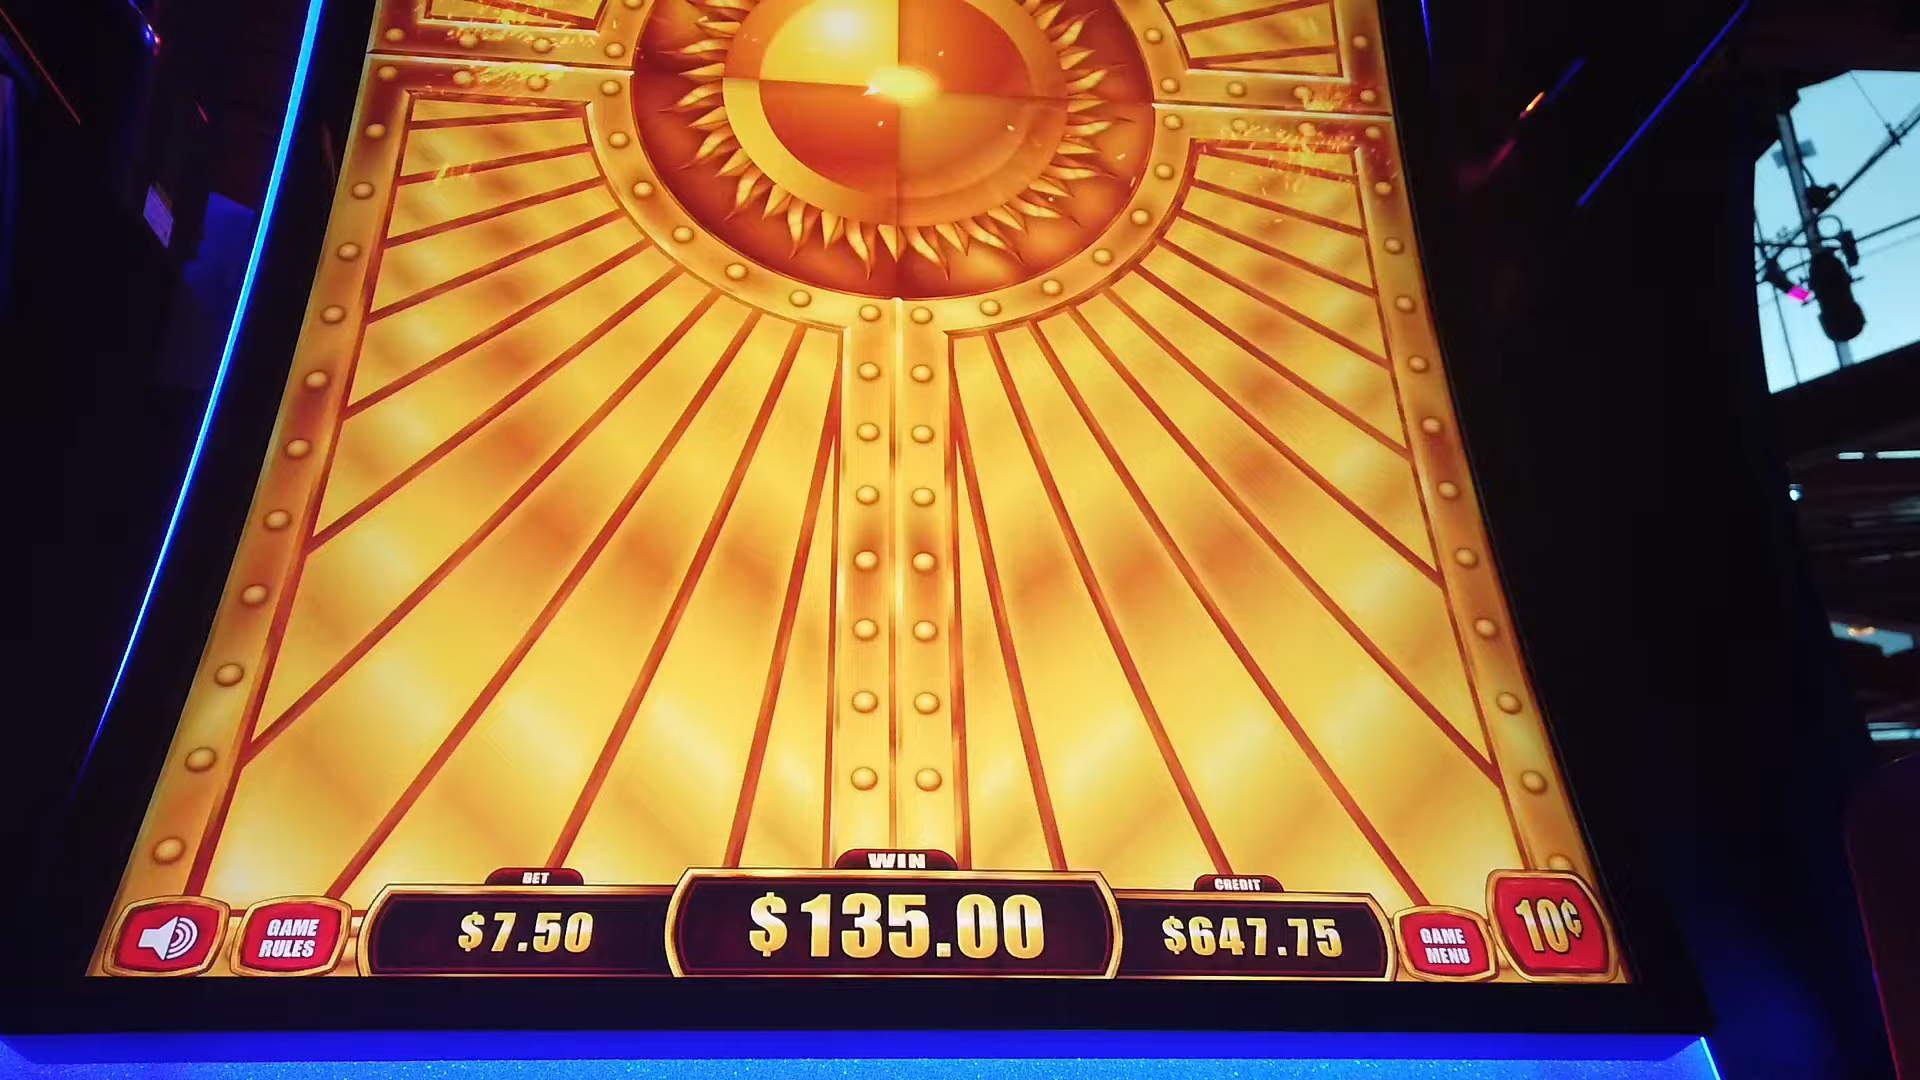 BET
WIN
CREDIT
GAME
RULES
$7.50
$135.00
$647.75
GAME
MENU
10¢